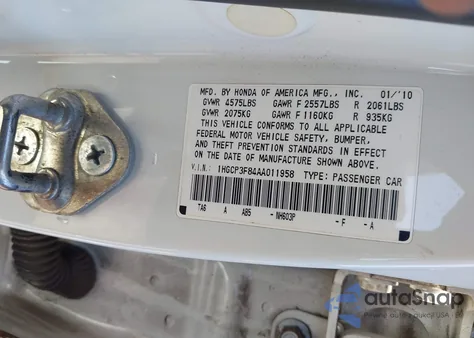 MFD. BY HONDA OF AMERICA MFG., INC. 01/'10
GVWR 4575LBS GAWR F 2557LBS R 2061LBS
GVWR 2075KG GAWR F 1160KG R 935KG
THIS VEHICLE CONFORMS TO ALL APPLICABLE
FEDERAL MOTOR VEHICLE SAFETY, BUMPER,
AND THEFT PREVENTION STANDARDS IN EFFECT
ON THE DATE OF MANUFACTURE SHOWN ABOVE.
V.I.N.: 1HGCP3F84AA011958 TYPE: PASSENGER CAR
TA6 A AB5 - NH603P - F - A
autoSnap